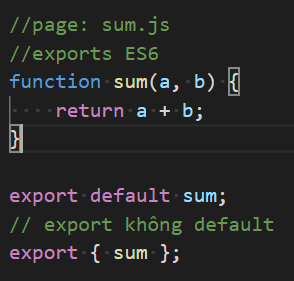 //page: sum.js
//exports ES6
function sum(a, b) {
    return a + b;
}
export default sum;
// export không default
export { sum };